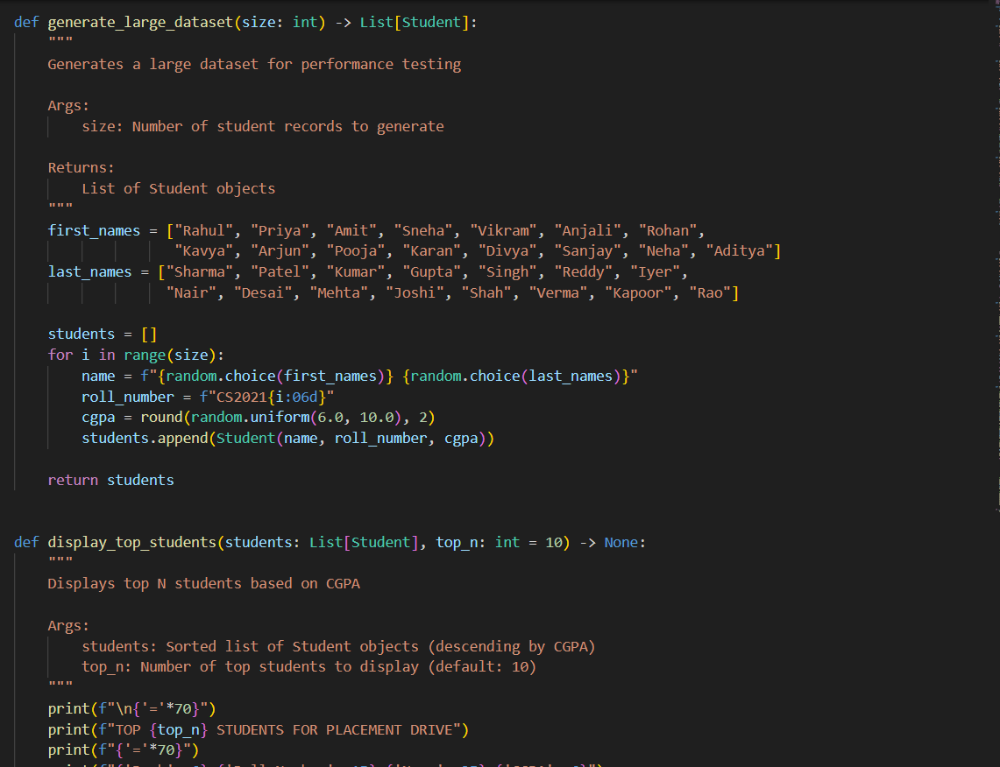 def generate_large_dataset(size: int) -> List[Student]:
"""
Generates a large dataset for performance testing
Args:
size: Number of student records to generate
Returns:
List of Student objects
"""
first_names = ["Rahul", "Priya", "Amit", "Sneha", "Vikram", "Anjali", "Rohan",
"Kavya", "Arjun", "Pooja", "Karan", "Divya", "Sanjay", "Neha", "Aditya"]
last_names = ["Sharma", "Patel", "Kumar", "Gupta", "Singh", "Reddy", "Iyer",
"Nair", "Desai", "Mehta", "Joshi", "Shah", "Verma", "Kapoor", "Rao"]
students = []
for i in range(size):
name = f"{random.choice(first_names)} {random.choice(last_names)}"
roll_number = f"CS2021{i:06d}"
cgpa = round(random.uniform(6.0, 10.0), 2)
students.append(Student(name, roll_number, cgpa))
return students
def display_top_students(students: List[Student], top_n: int = 10) -> None:
"""
Displays top N students based on CGPA
Args:
students: Sorted list of Student objects (descending by CGPA)
top_n: Number of top students to display (default: 10)
"""
print(f"\n{'='*70}")
print(f"TOP {top_n} STUDENTS FOR PLACEMENT DRIVE")
print(f"{'='*70}")